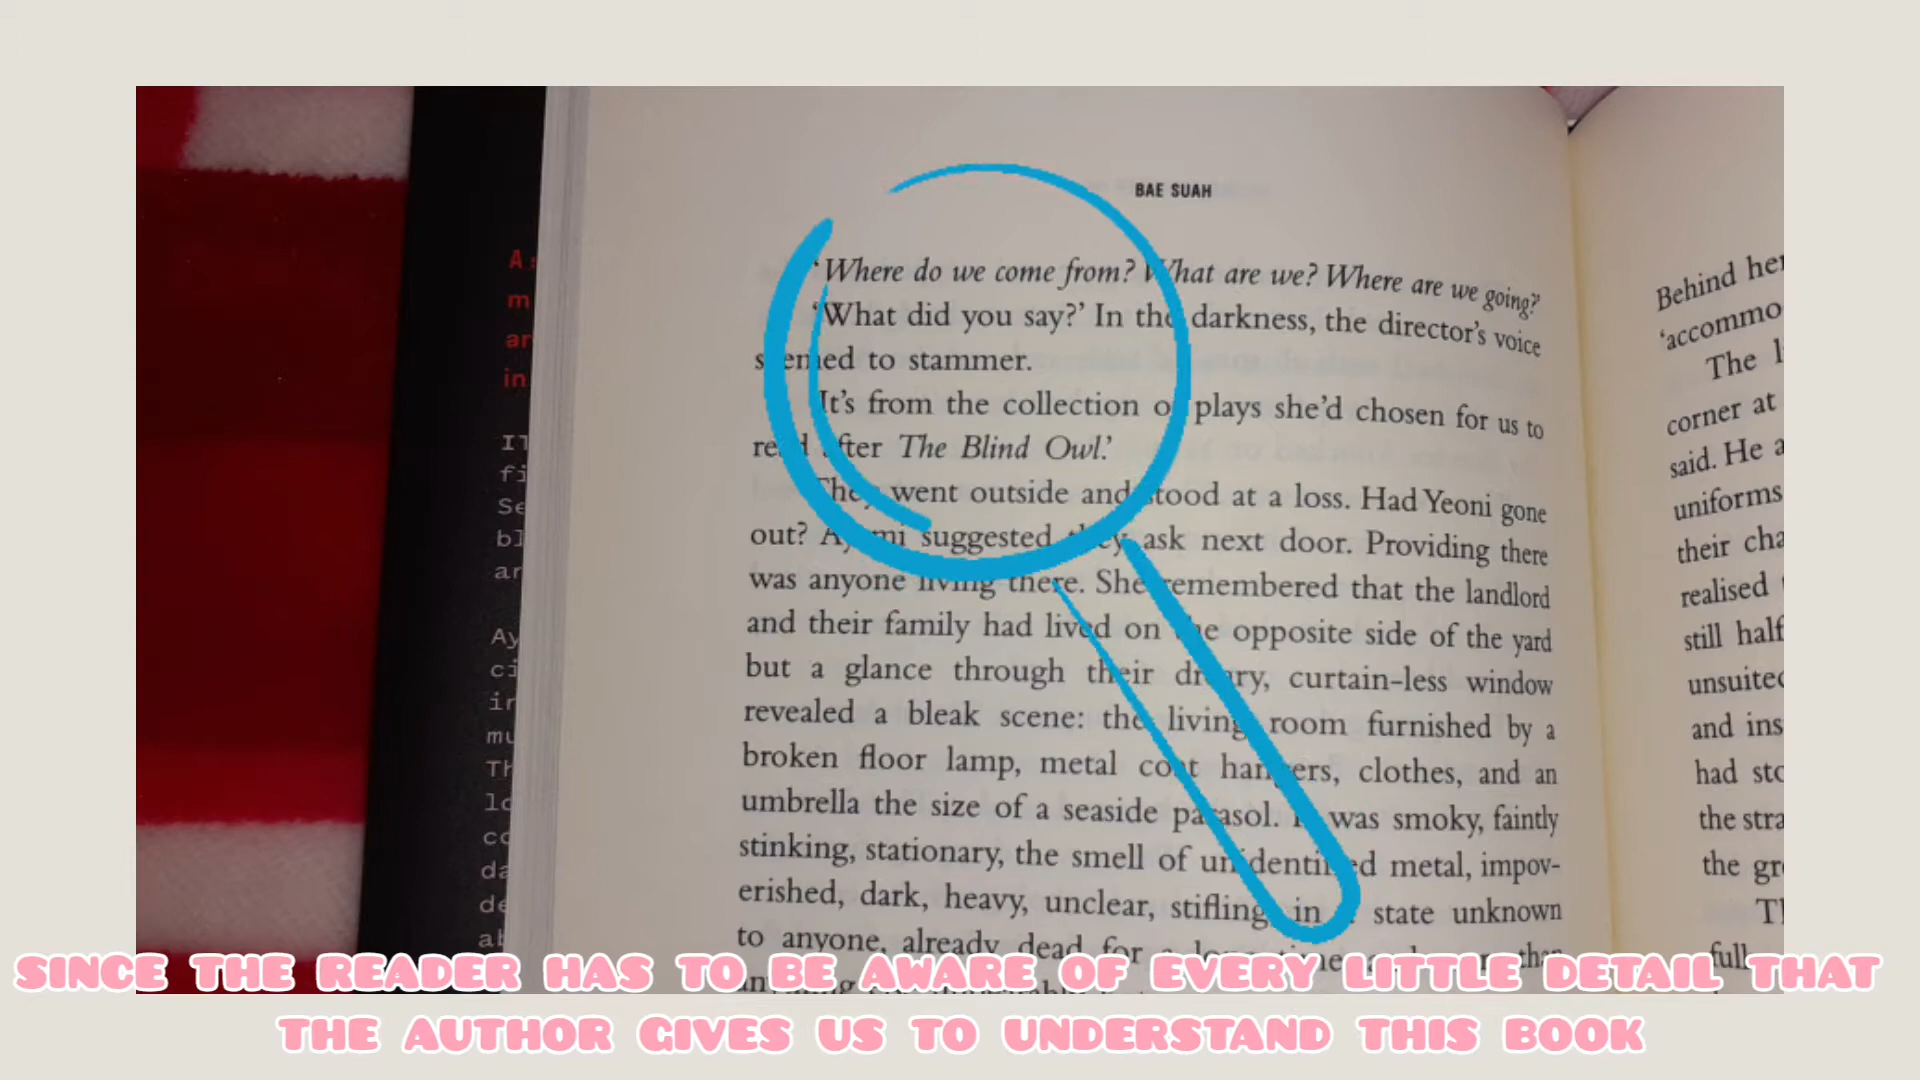 BAE SUAH
'Where do we come from? What are we? Where are we going?'
'What did you say?' In the darkness, the director's voice
seemed to stammer.
'It's from the collection of plays she'd chosen for us to
read after The Blind Owl.'
They went outside and stood at a loss. Had Yeoni gone
out? Ayami suggested they ask next door. Providing there
was anyone living there. She remembered that the landlord
and their family had lived on the opposite side of the yard
but a glance through their dreary, curtain-less window
revealed a bleak scene: the living room furnished by a
broken floor lamp, metal coat hangers, clothes, and an
umbrella the size of a seaside parasol. It was smoky, faintly
stinking, stationary, the smell of unidentified metal, impov-
erished, dark, heavy, unclear, stifling, in a state unknown
to anyone, already dead for a long time
Behind her
'accommo
The
corner at
said. He a
uniforms
their cha
realised
still half
unsuited
and ins
had sto
the stra
the gr
full
SINCE THE READER HAS TO BE AWARE OF EVERY LITTLE DETAIL THAT
THE AUTHOR GIVES US TO UNDERSTAND THIS BOOK